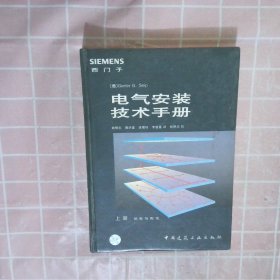 SIEMENS
西门子
[德]Günter G. Seip
电气安装
技术手册
上册
中国建筑工业出版社